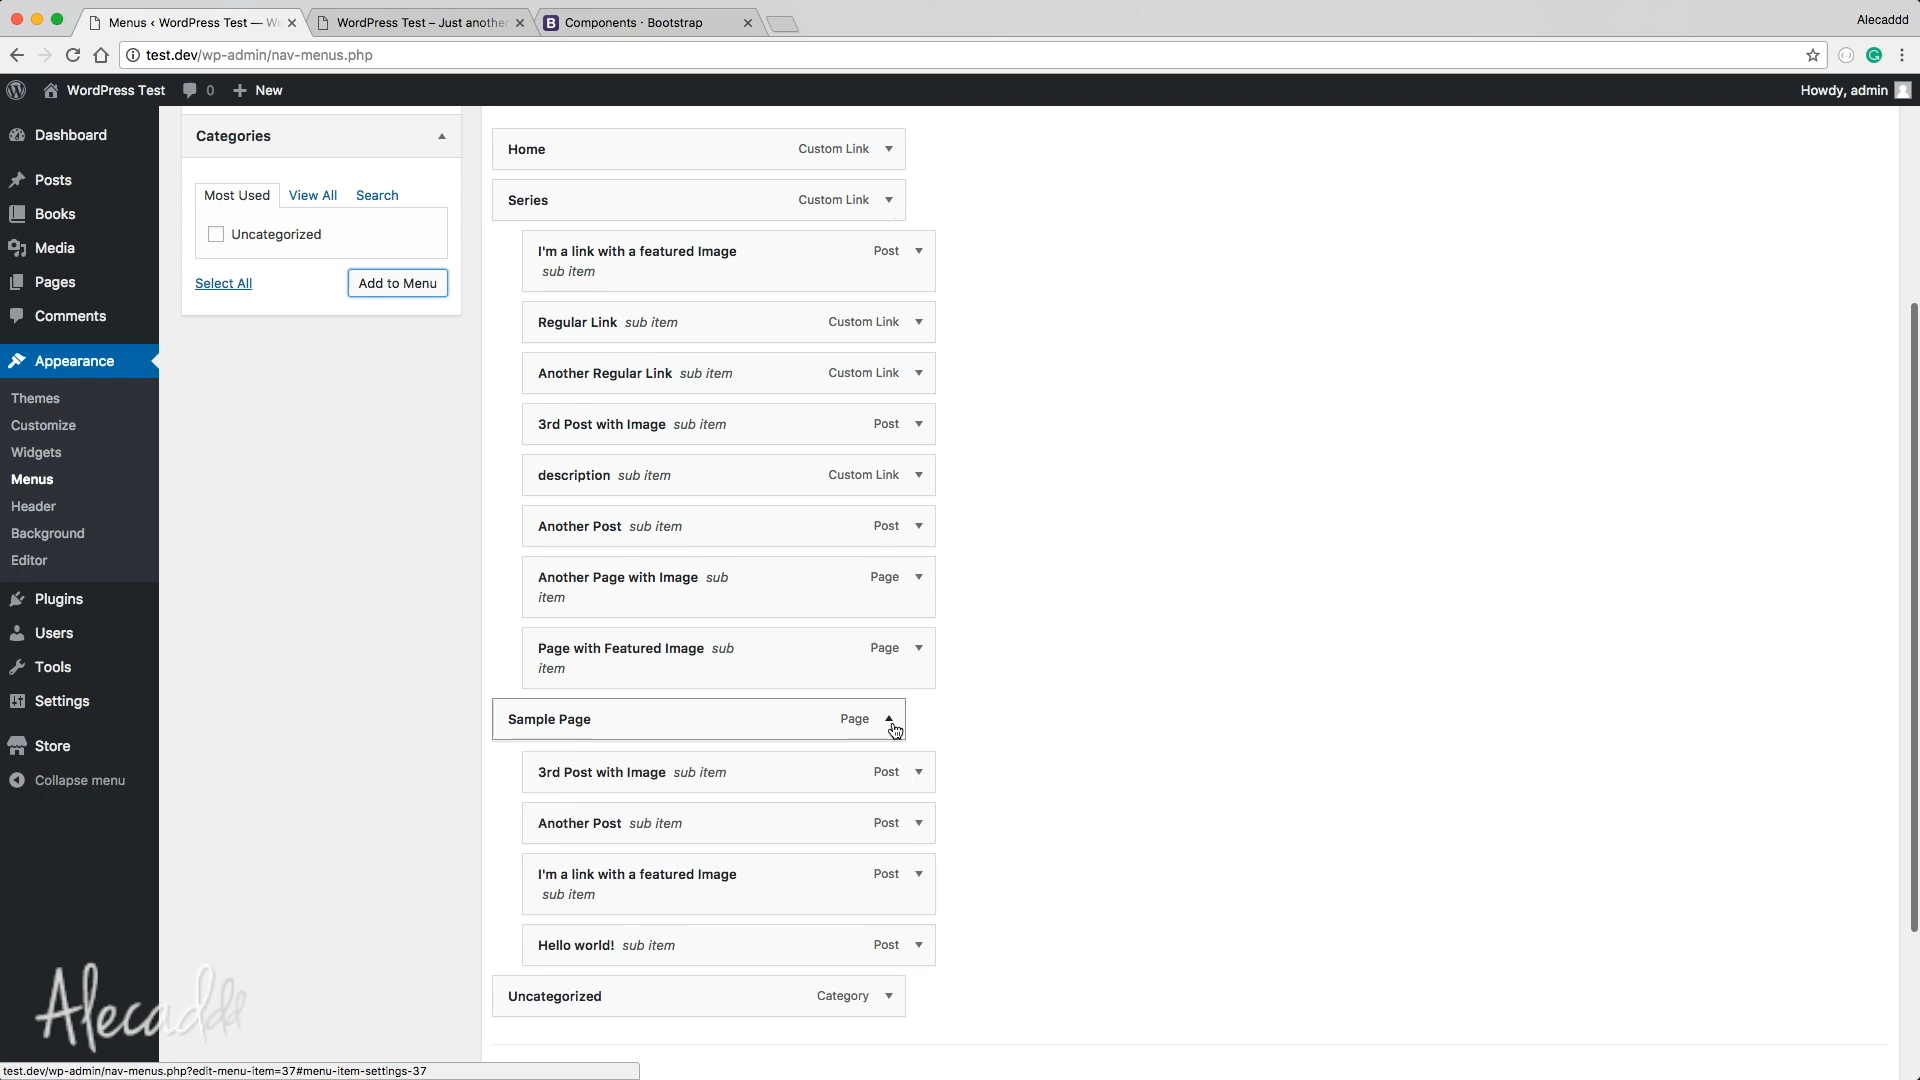 Menus ‹ WordPress Test — Wo
WordPress Test – Just another
Components · Bootstrap
Alecaddd
test.dev/wp-admin/nav-menus.php
WordPress Test
0
New
Howdy, admin
Dashboard
Posts
Books
Media
Pages
Comments
Appearance
Themes
Customize
Widgets
Menus
Header
Background
Editor
Plugins
Users
Tools
Settings
Store
Collapse menu
Categories
Most Used
View All
Search
Uncategorized
Select All
Add to Menu
Home Custom Link
Series Custom Link
I'm a link with a featured Image Post
sub item
Regular Link sub item Custom Link
Another Regular Link sub item Custom Link
3rd Post with Image sub item Post
description sub item Custom Link
Another Post sub item Post
Another Page with Image sub Page
item
Page with Featured Image sub Page
item
Sample Page Page
3rd Post with Image sub item Post
Another Post sub item Post
I'm a link with a featured Image Post
sub item
Hello world! sub item Post
Uncategorized Category
Alecaddd
test.dev/wp-admin/nav-menus.php?edit-menu-item=37#menu-item-settings-37